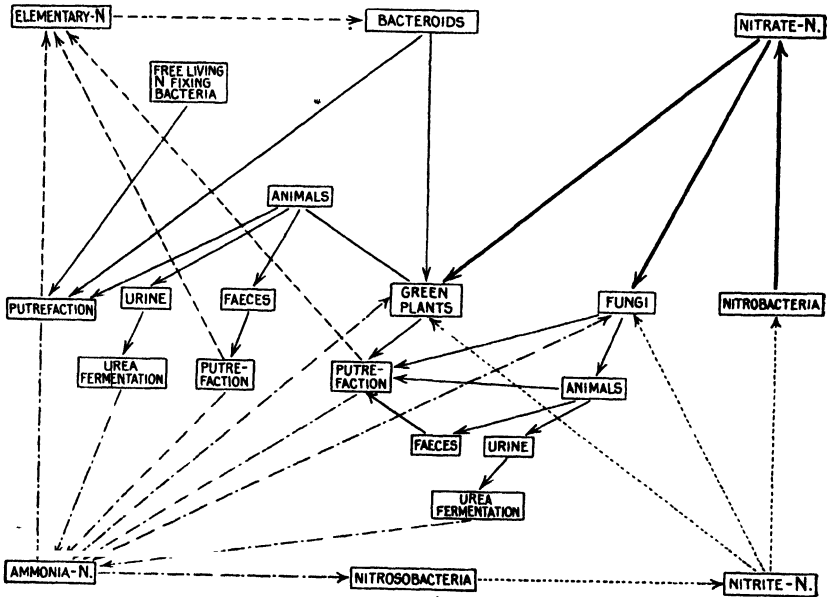 ELEMENTARY-N
BACTEROIDS
NITRATE-N.
FREE LIVING
N FIXING
BACTERIA
ANIMALS
PUTREFACTION
URINE
FAECES
GREEN
PLANTS
FUNGI
NITROBACTERIA
UREA
FERMENTATION
PUTRE-
FACTION
PUTRE-
FACTION
ANIMALS
FAECES
URINE
UREA
FERMENTATION
AMMONIA-N.
NITROSOBACTERIA
NITRITE-N.